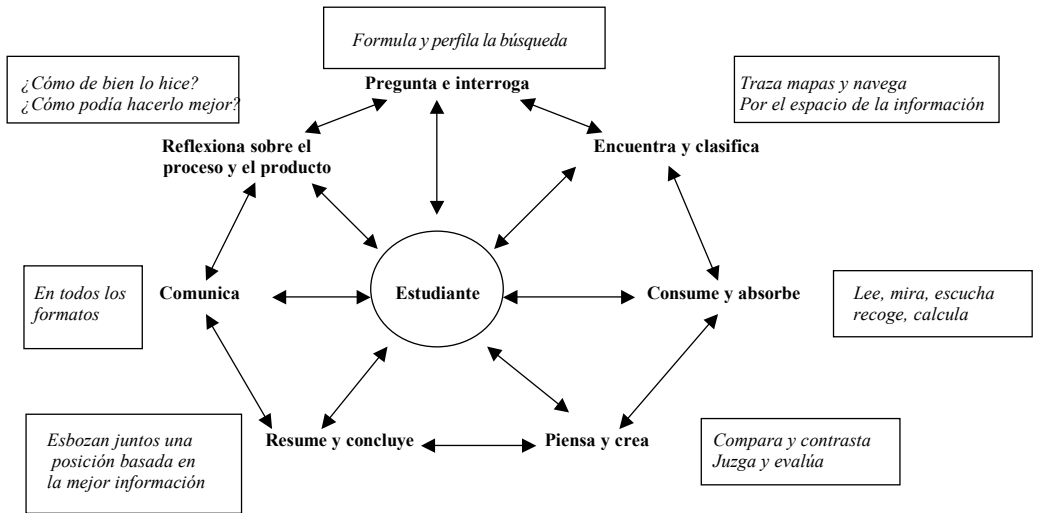 Formula y perfila la búsqueda
Pregunta e interroga
¿Cómo de bien lo hice?
¿Cómo podía hacerlo mejor?
Traza mapas y navega
Por el espacio de la información
Reflexiona sobre el
proceso y el producto
Encuentra y clasifica
En todos los
formatos
Comunica
Estudiante
Consume y absorbe
Lee, mira, escucha
recoge, calcula
Esbozan juntos una
posición basada en
la mejor información
Resume y concluye
Piensa y crea
Compara y contrasta
Juzga y evalúa